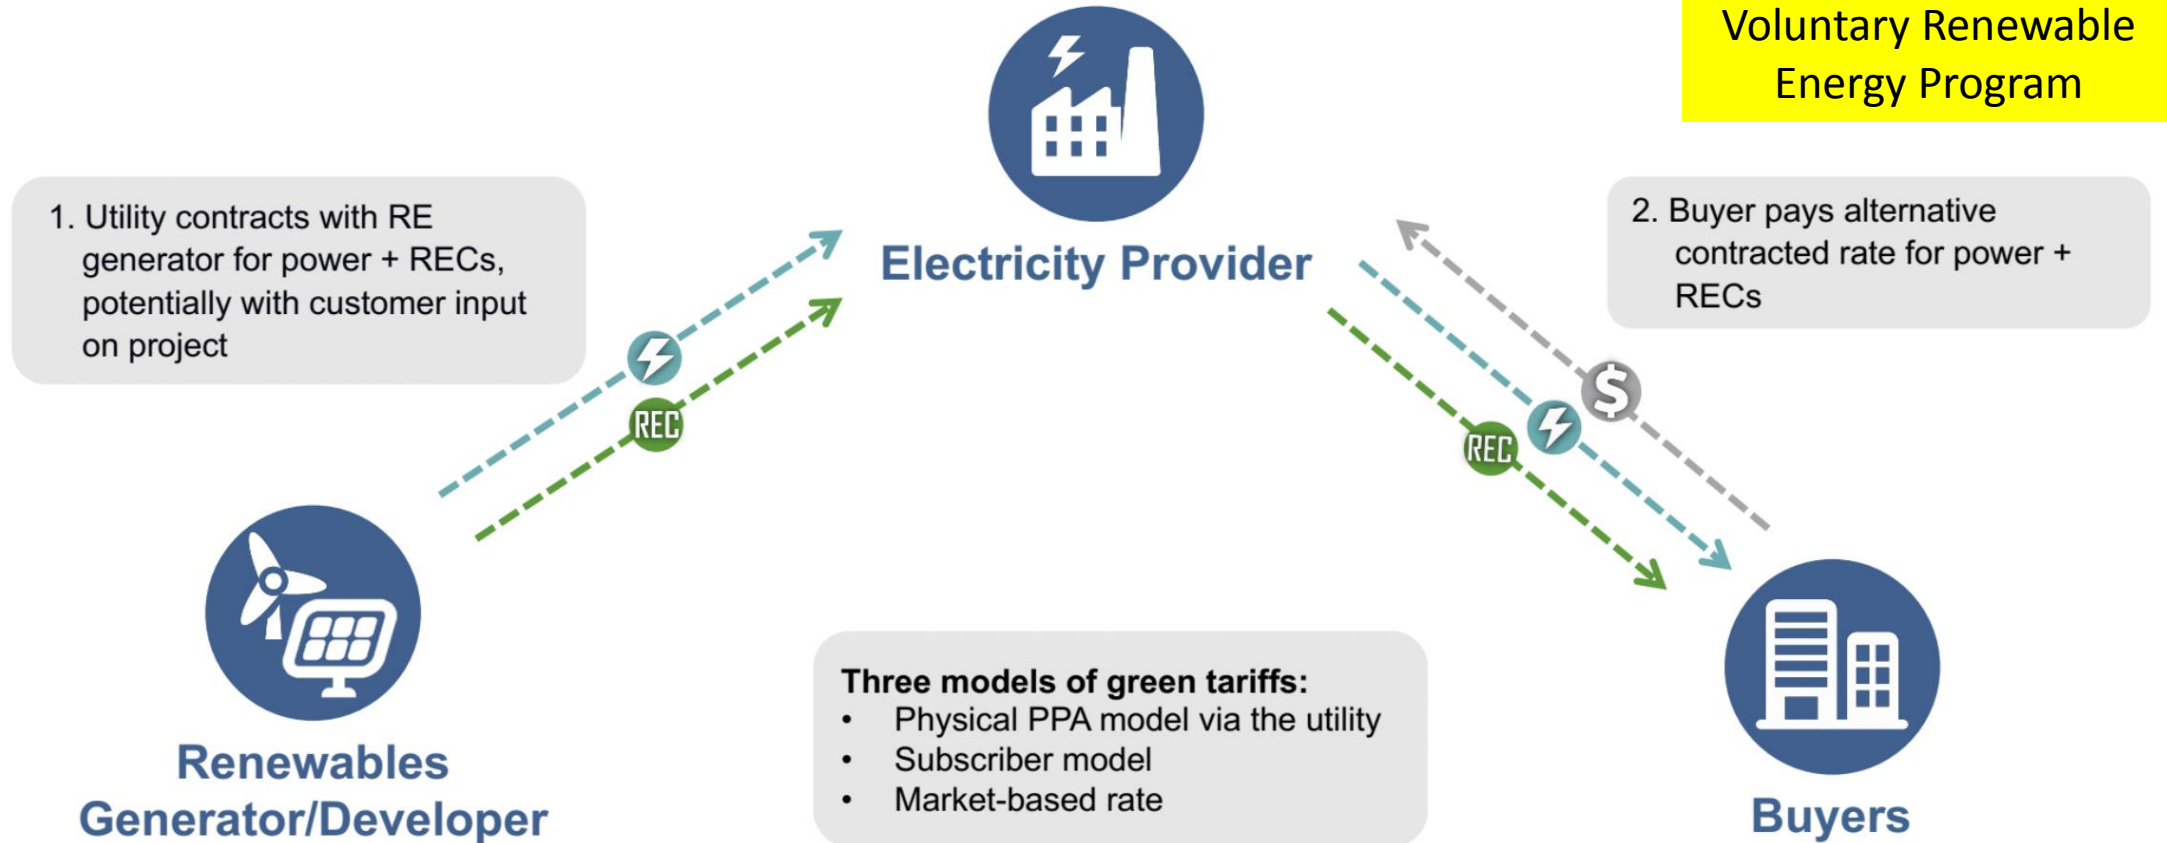 Voluntary Renewable
Energy Program
1. Utility contracts with RE
generator for power + RECs,
potentially with customer input
on project
Electricity Provider
2. Buyer pays alternative
contracted rate for power +
RECs
$
REC
REC
Three models of green tariffs:
• Physical PPA model via the utility
• Subscriber model
• Market-based rate
Renewables
Generator/Developer
Buyers